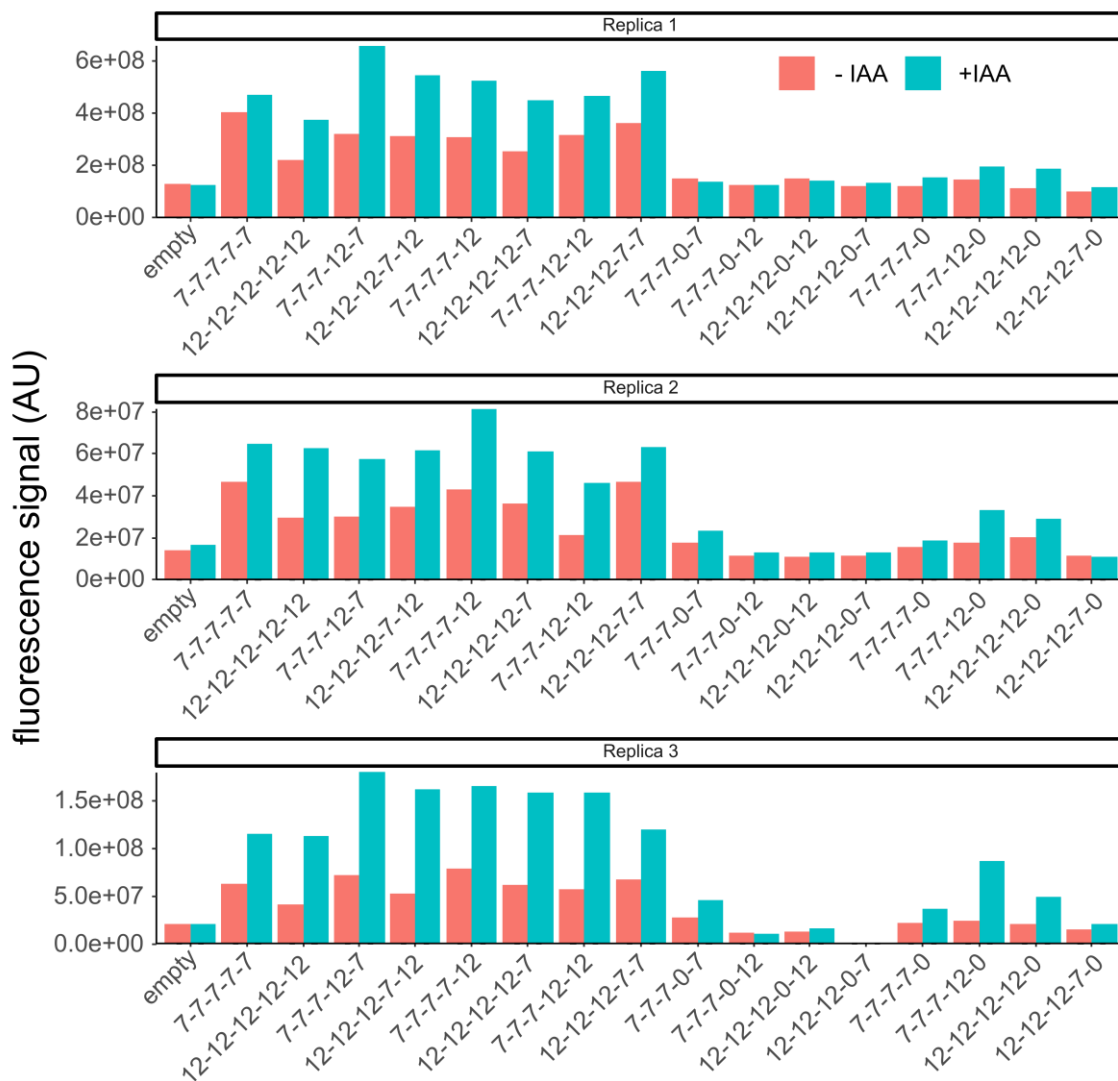 Replica 1
- IAA +IAA
6e+08
4e+08
2e+08
0e+00
empty
7-7-7-7-7
12-12-12-12-12
7-7-7-12-7
12-12-12-7-12
7-7-7-7-12
12-12-12-12-7
7-7-7-12-12
12-12-12-7-7
7-7-7-0-7
7-7-7-0-12
12-12-12-0-12
12-12-12-0-7
7-7-7-7-0
7-7-7-12-0
12-12-12-12-0
12-12-12-7-0
fluorescence signal (AU)
Replica 2
8e+07
6e+07
4e+07
2e+07
0e+00
empty
7-7-7-7-7
12-12-12-12-12
7-7-7-12-7
12-12-12-7-12
7-7-7-7-12
12-12-12-12-7
7-7-7-12-12
12-12-12-7-7
7-7-7-0-7
7-7-7-0-12
12-12-12-0-12
12-12-12-0-7
7-7-7-7-0
7-7-7-12-0
12-12-12-12-0
12-12-12-7-0
Replica 3
1.5e+08
1.0e+08
5.0e+07
0.0e+00
empty
7-7-7-7-7
12-12-12-12-12
7-7-7-12-7
12-12-12-7-12
7-7-7-7-12
12-12-12-12-7
7-7-7-12-12
12-12-12-7-7
7-7-7-0-7
7-7-7-0-12
12-12-12-0-12
12-12-12-0-7
7-7-7-7-0
7-7-7-12-0
12-12-12-12-0
12-12-12-7-0